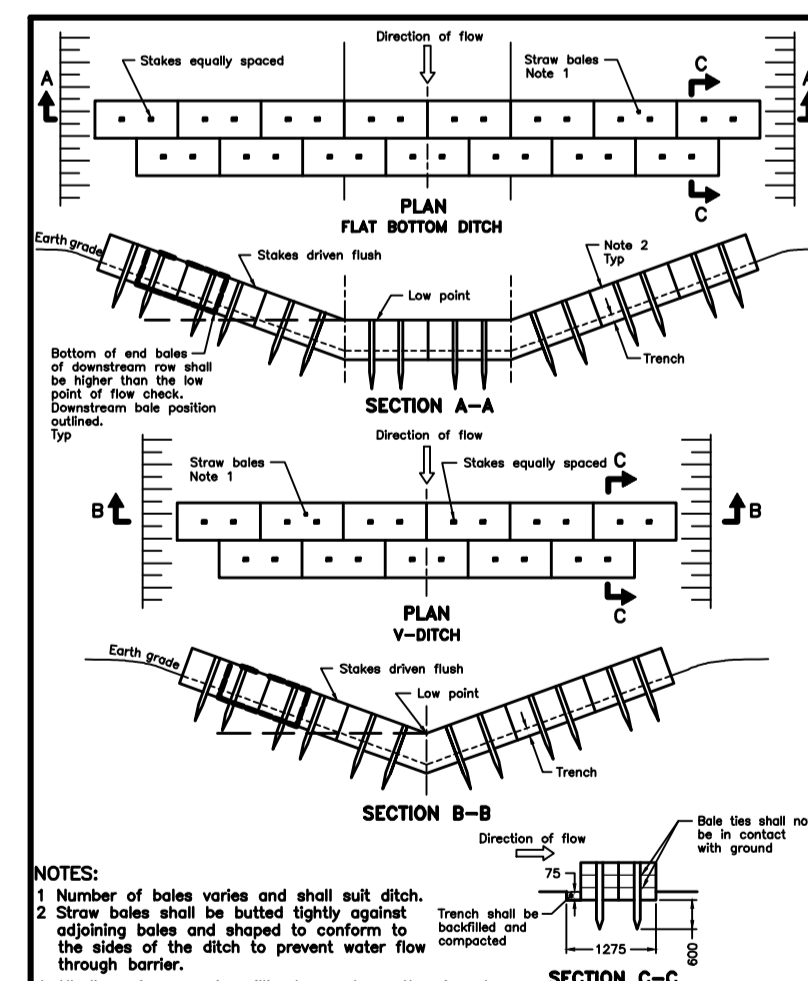 Direction of flow
Stakes equally spaced
Straw bales
Note 1
C
A
A
C
PLAN
FLAT BOTTOM DITCH
Earth grade
Stakes driven flush
Note 2
Typ
Low point
Trench
Bottom of end bales
of downstream row shall
be higher than the low
point of flow check.
Downstream bale position
outlined.
Typ
SECTION A-A
Direction of flow
Straw bales
Note 1
Stakes equally spaced
C
B
B
C
PLAN
V-DITCH
Earth grade
Stakes driven flush
Low point
Trench
SECTION B-B
Direction of flow
Bale ties shall no
be in contact
with ground
75
Trench shall be
backfilled and
compacted
1275
600
SECTION C-C
NOTES:
1 Number of bales varies and shall suit ditch.
2 Straw bales shall be butted tightly against
adjoining bales and shaped to conform to
the sides of the ditch to prevent water flow
through barrier.